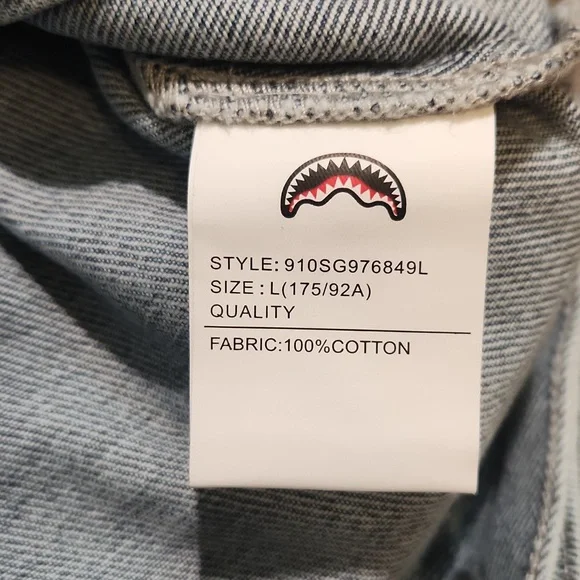 STYLE: 910SG976849L
SIZE : L(175/92A)
QUALITY
FABRIC:100%COTTON